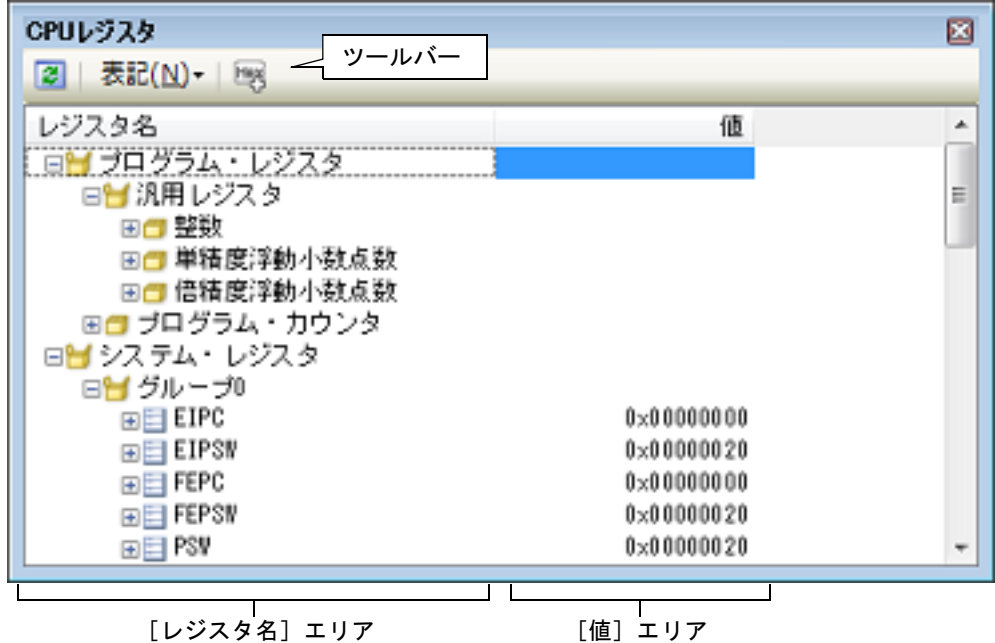 CPUレジスタ
ツールバー
表記(N)
Hex
レジスタ名 値
プログラム・レジスタ
汎用レジスタ
整数
単精度浮動小数点数
倍精度浮動小数点数
プログラム・カウンタ
システム・レジスタ
グループ0
EIPC 0x00000000
EIPSW 0x00000020
FEPC 0x00000000
FEPSW 0x00000020
PSW 0x00000020
［レジスタ名］エリア ［値］エリア